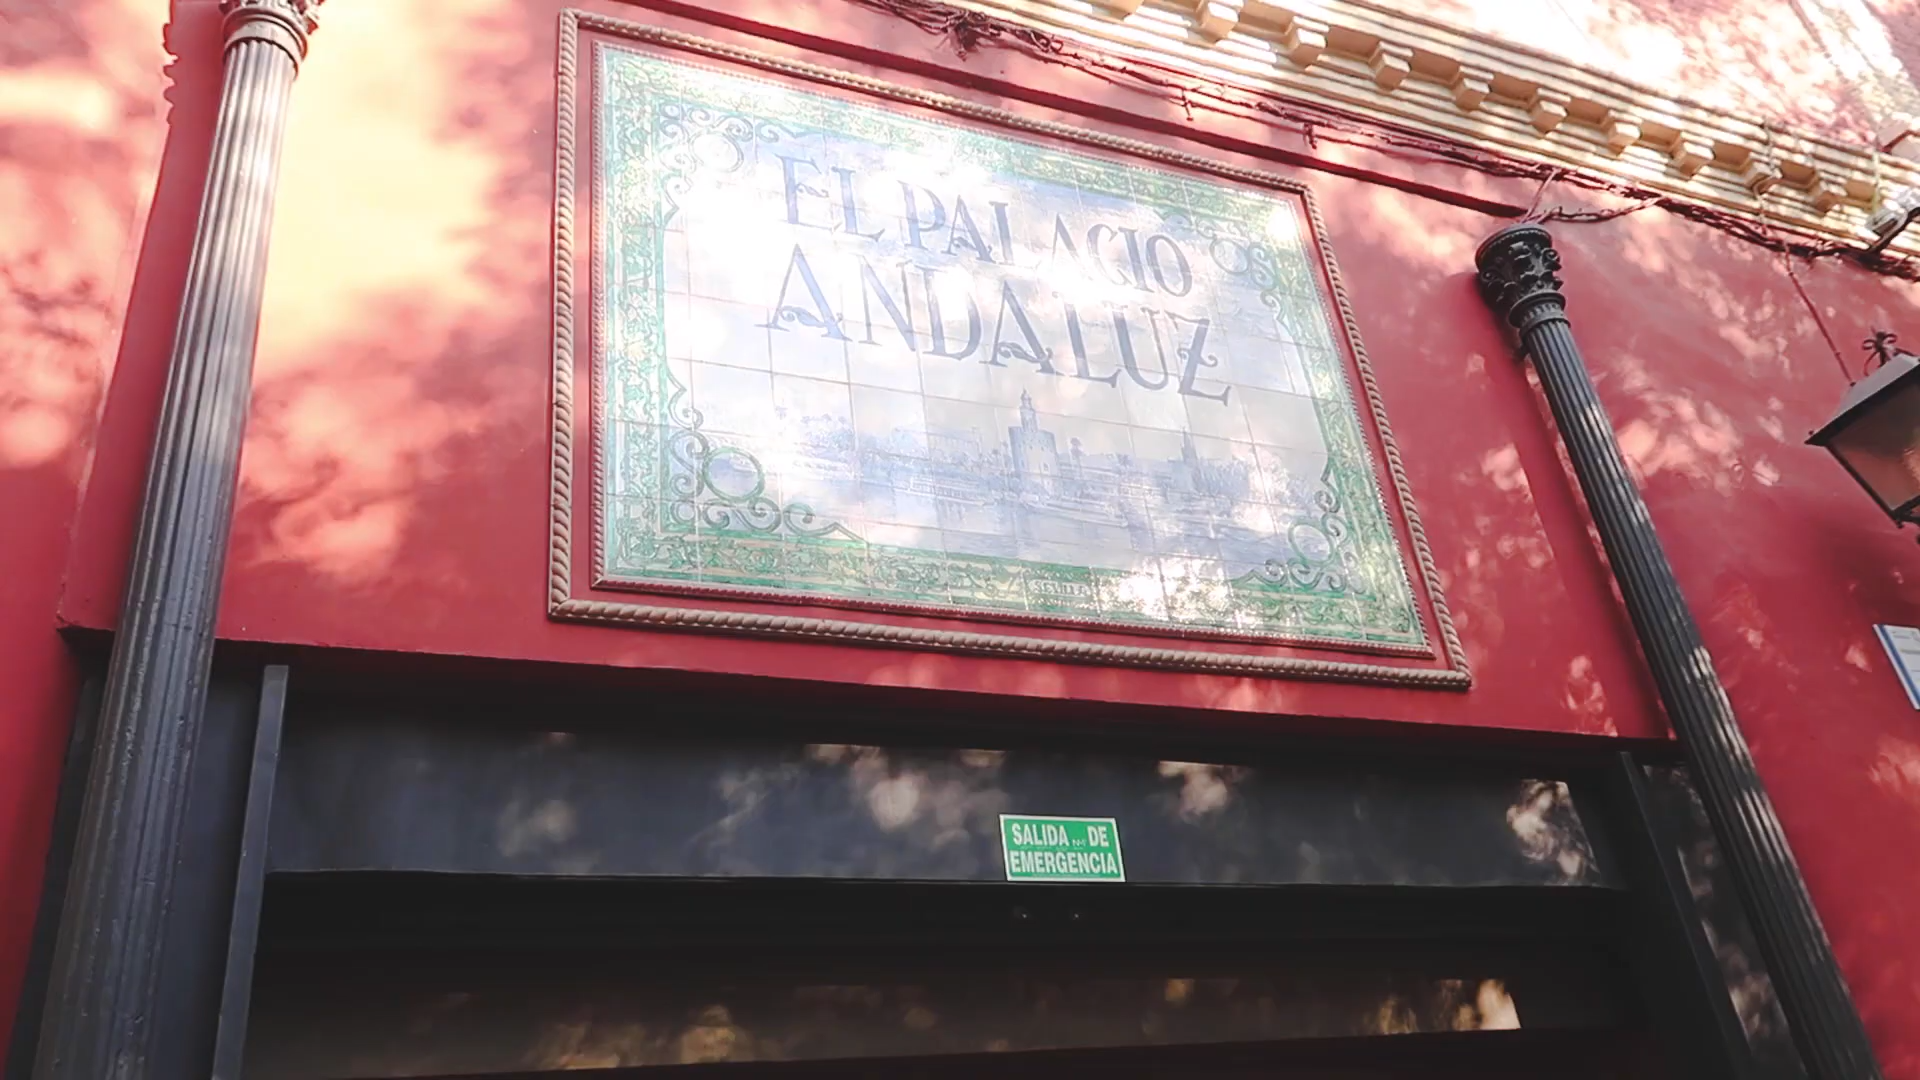 EL PALACIO
ANDALUZ
SEVILLA
SALIDA DE
EMERGENCIA